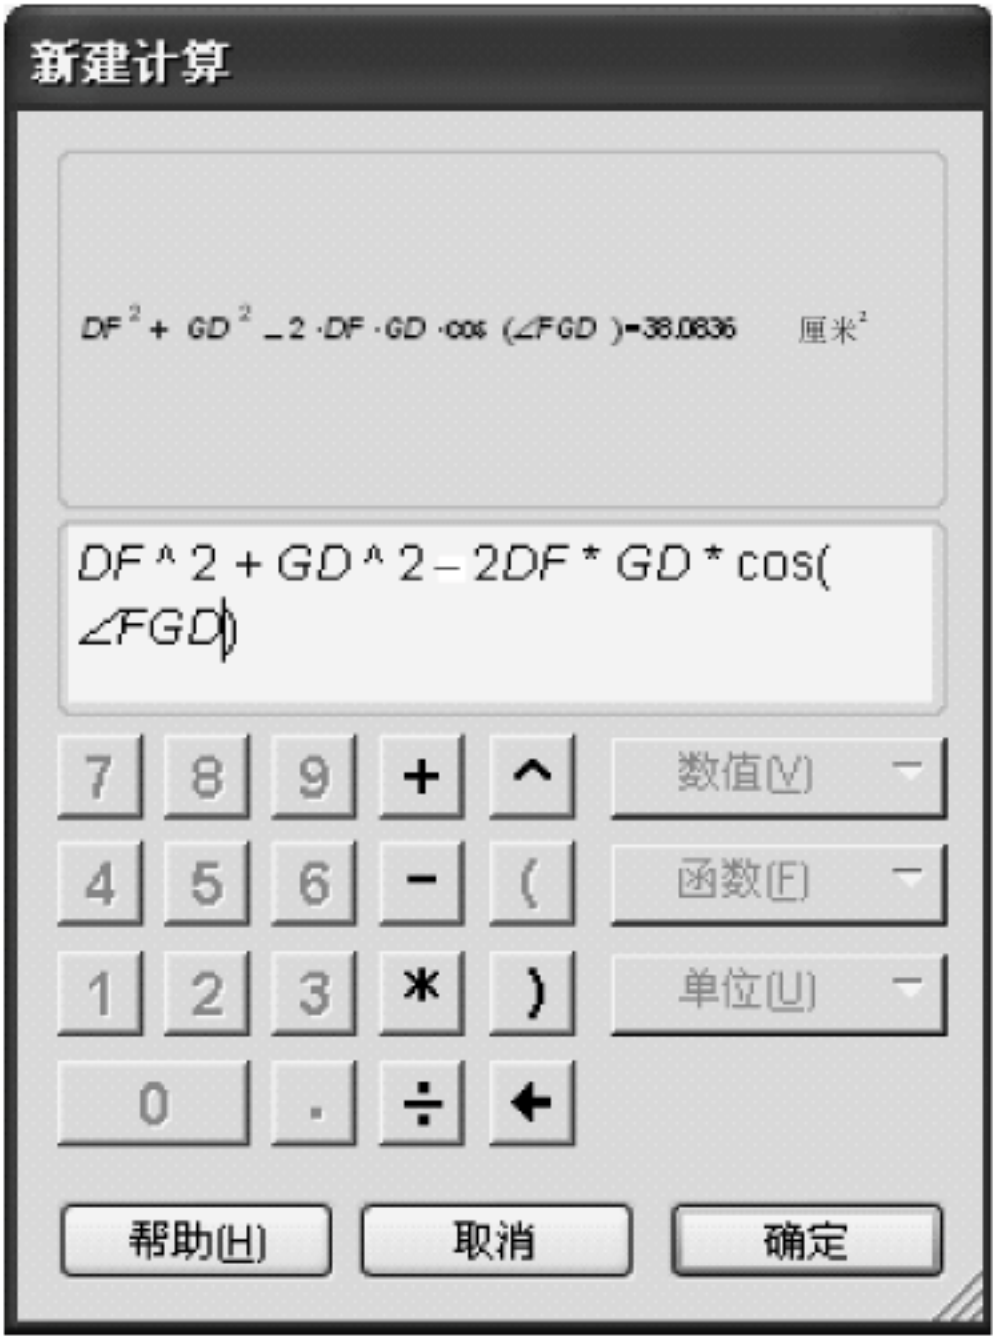 新建计算
DF² + GD² - 2 ·DF ·GD ·cos (∠FGD )=38.0836 厘米²
DF ^ 2 + GD ^ 2 - 2DF * GD * cos(
∠FGD)
7 8 9 + ^ 数值(V)
4 5 6 - ( 函数(F)
1 2 3 * ) 单位(U)
0 . ÷ ←
帮助(H) 取消 确定